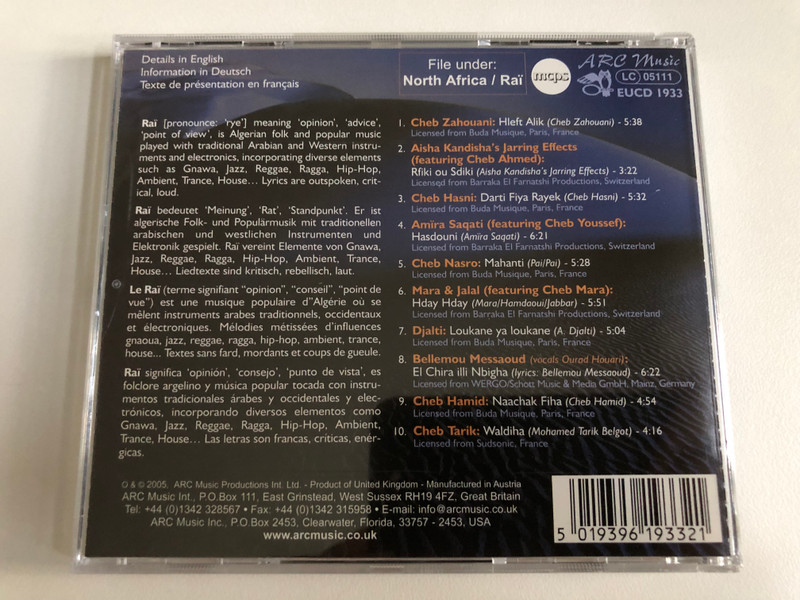 Details in English
Information in Deutsch
Texte de présentation en français
File under:
North Africa / Raï
mcps
ARC Music
LC 05111
EUCD 1933
Raï [pronounce: 'rye'] meaning 'opinion', 'advice',
'point of view', is Algerian folk and popular music
played with traditional Arabian and Western instru-
ments and electronics, incorporating diverse elements
such as Gnawa, Jazz, Reggae, Ragga, Hip-Hop,
Ambient, Trance, House... Lyrics are outspoken, crit-
ical, loud.
Raï bedeutet 'Meinung', 'Rat', 'Standpunkt'. Er ist
algerische Folk- und Populärmusik mit traditionellen
arabischen und westlichen Instrumenten und
Elektronik gespielt. Raï vereint Elemente von Gnawa,
Jazz, Reggae, Ragga, Hip-Hop, Ambient, Trance,
House... Liedtexte sind kritisch, rebellisch, laut.
Le Raï (terme signifiant "opinion", "conseil", "point de
vue") est une musique populaire d"Algérie où se
mêlent instruments arabes traditionnels, occidentaux
et électroniques. Mélodies métissées d'influences
gnaoua, jazz, reggae, ragga, hip-hop, ambient, trance,
house... Textes sans fard, mordants et coups de gueule.
Raï significa 'opinión', 'consejo', 'punto de vista', es
folclore argelino y música popular tocada con instru-
mentos tradicionales árabes y occidentales y elec-
trónicos, incorporando diversos elementos como
Gnawa, Jazz, Reggae, Ragga, Hip-Hop, Ambient,
Trance, House... Las letras son francas, críticas, enér-
gicas.
1. Cheb Zahouani: Hleft Alik (Cheb Zahouani) - 5:38
Licensed from Buda Musique, Paris, France
2. Aisha Kandisha's Jarring Effects
(featuring Cheb Ahmed):
Rfiki ou Sdiki (Aisha Kandisha's Jarring Effects) - 3:22
Licensed from Barraka El Farnatshi Productions, Switzerland
3. Cheb Hasni: Darti Fiya Rayek (Cheb Hasni) - 5:32
Licensed from Buda Musique, Paris, France
4. Amïra Saqati (featuring Cheb Youssef):
Hasdouni (Amïra Saqati) - 6:21
Licensed from Barraka El Farnatshi Productions, Switzerland
5. Cheb Nasro: Mahanti (Pai/Pai) - 5:28
Licensed from Buda Musique, Paris, France
6. Mara & Jalal (featuring Cheb Mara):
Hday Hday (Mara/Hamdaoui/Jabbar) - 5:51
Licensed from Barraka El Farnatshi Productions, Switzerland
7. Djalti: Loukane ya loukane (A. Djalti) - 5:04
Licensed from Buda Musique, Paris, France
8. Bellemou Messaoud (vocals Ourad Houari):
El Chira illi Nbigha (lyrics: Bellemou Messaoud) - 6:22
Licensed from WERGO/Schott Music & Media GmbH, Mainz, Germany
9. Cheb Hamid: Naachak Fiha (Cheb Hamid) - 4:54
Licensed from Buda Musique, Paris, France
10. Cheb Tarik: Waldiha (Mohamed Tarik Belgot) - 4:16
Licensed from Sudsonic, France
℗ & © 2005. ARC Music Productions Int. Ltd. - Product of United Kingdom - Manufactured in Austria
ARC Music Int., P.O.Box 111, East Grinstead, West Sussex RH19 4FZ, Great Britain
Tel: +44 (0)1342 328567 • Fax: +44 (0)1342 315958 • E-mail: info@arcmusic.co.uk
ARC Music Inc., P.O Box 2453, Clearwater, Florida, 33757 - 2453, USA
www.arcmusic.co.uk
5 019396 193321